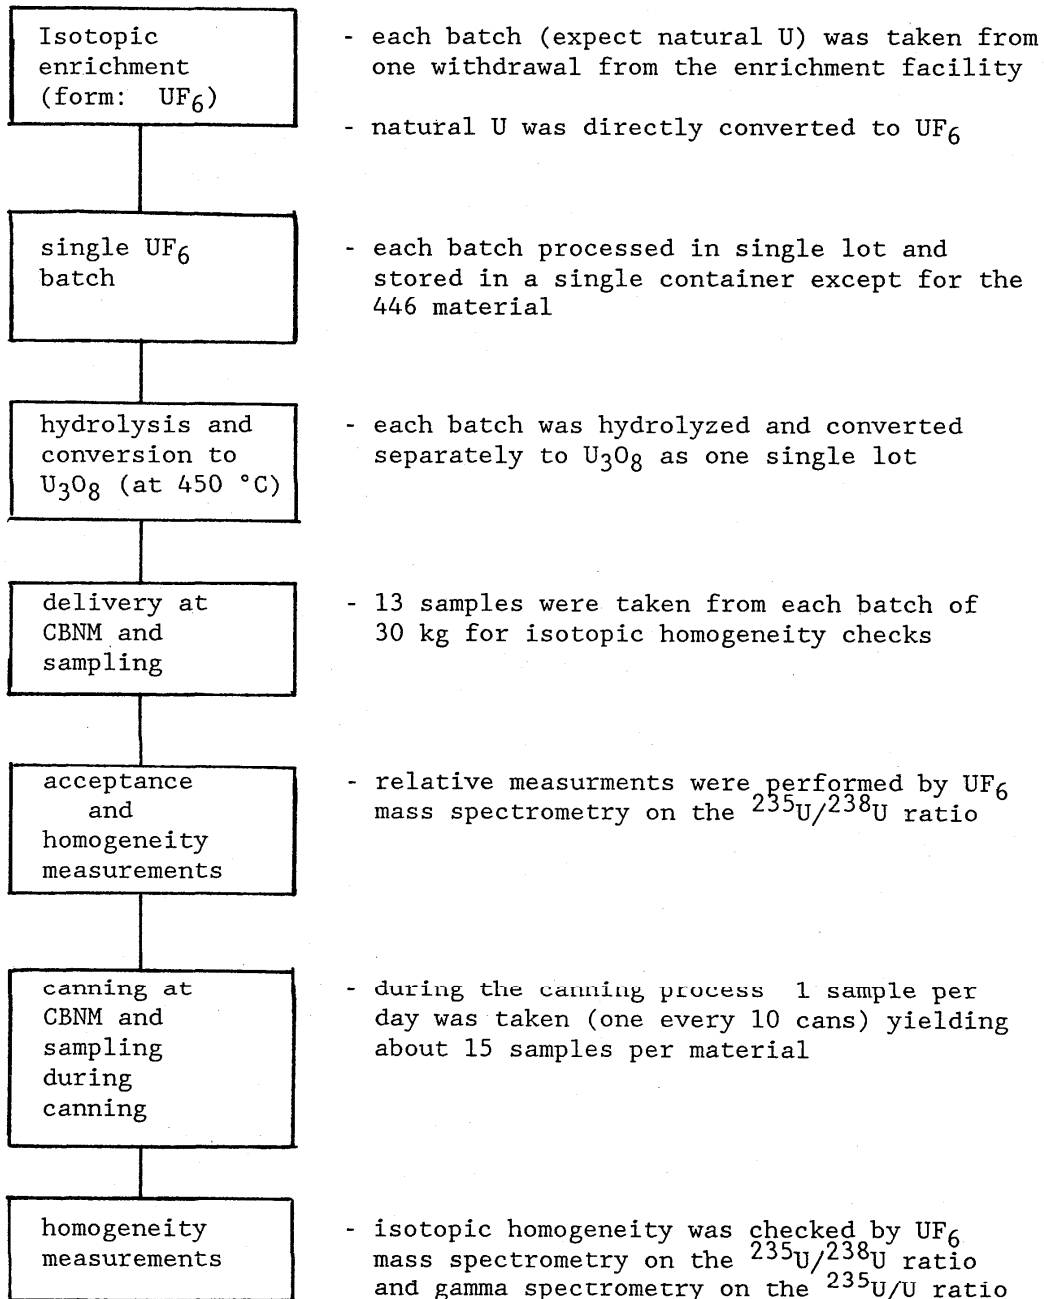 Isotopic
enrichment
(form: UF6)
- each batch (expect natural U) was taken from
one withdrawal from the enrichment facility
- natural U was directly converted to UF6
single UF6
batch
- each batch processed in single lot and
stored in a single container except for the
446 material
hydrolysis and
conversion to
U3O8 (at 450 °C)
- each batch was hydrolyzed and converted
separately to U3O8 as one single lot
delivery at
CBNM and
sampling
- 13 samples were taken from each batch of
30 kg for isotopic homogeneity checks
acceptance
and
homogeneity
measurements
- relative measurments were performed by UF6
mass spectrometry on the 235U/238U ratio
canning at
CBNM and
sampling
during
canning
- during the canning process 1 sample per
day was taken (one every 10 cans) yielding
about 15 samples per material
homogeneity
measurements
- isotopic homogeneity was checked by UF6
mass spectrometry on the 235U/238U ratio
and gamma spectrometry on the 235U/U ratio